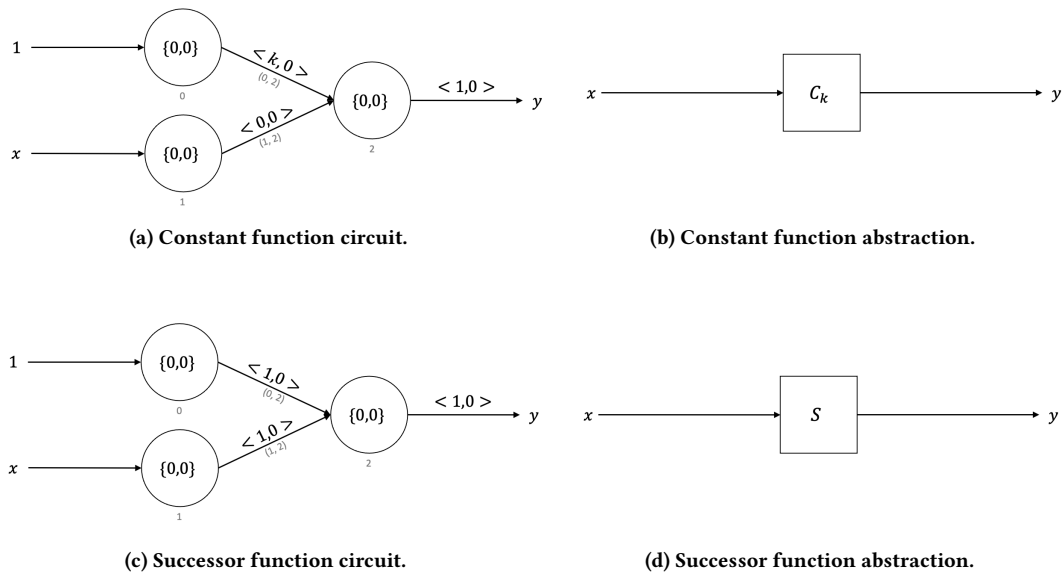 1
{0,0}
0
< k, 0 >
(0, 2)
x
{0,0}
1
< 0,0 >
(1, 2)
{0,0}
2
< 1,0 >
y
(a) Constant function circuit.
x
C_k
y
(b) Constant function abstraction.
1
{0,0}
0
< 1,0 >
(0, 2)
x
{0,0}
1
< 1,0 >
(1, 2)
{0,0}
2
< 1,0 >
y
(c) Successor function circuit.
x
S
y
(d) Successor function abstraction.